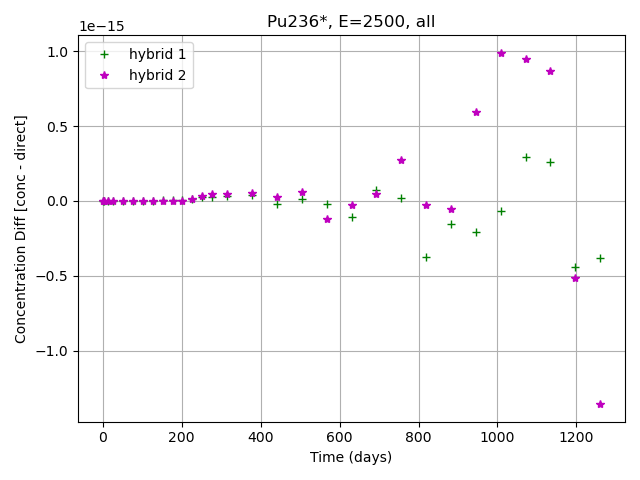 Pu236*, E=2500, all
1e−15
hybrid 1
hybrid 2
1.0
0.5
0.0
−0.5
−1.0
Concentration Diff [conc - direct]
0 200 400 600 800 1000 1200
Time (days)